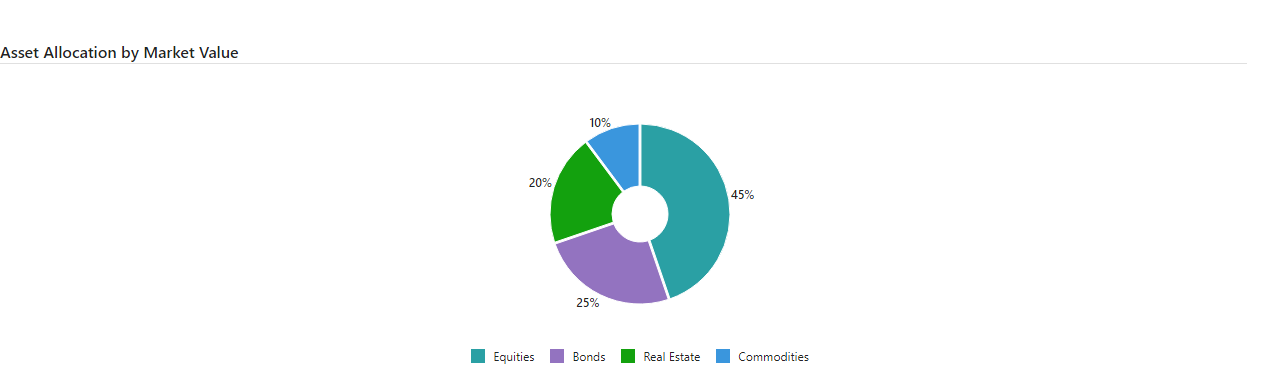 Asset Allocation by Market Value
10%
20%
45%
25%
Equities Bonds Real Estate Commodities